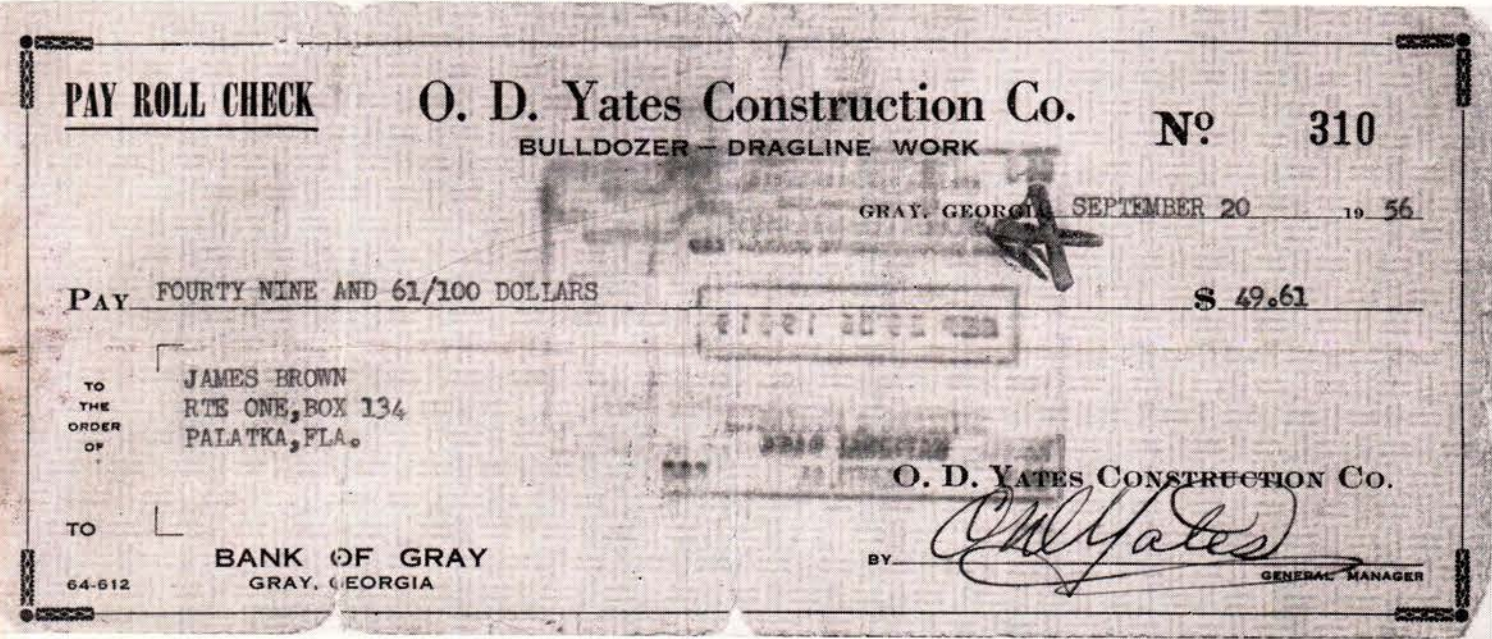 PAY ROLL CHECK
O. D. Yates Construction Co.
BULLDOZER — DRAGLINE WORK
Nº 310
GRAY, GEORGIA SEPTEMBER 20 19 56
PAY FOURTY NINE AND 61/100 DOLLARS $ 49.61
TO THE ORDER OF
JAMES BROWN
RTE ONE,BOX 134
PALATKA,FLA.
O. D. YATES CONSTRUCTION CO.
TO
BANK OF GRAY
GRAY, GEORGIA
64-612
BY Yates
GENERAL MANAGER